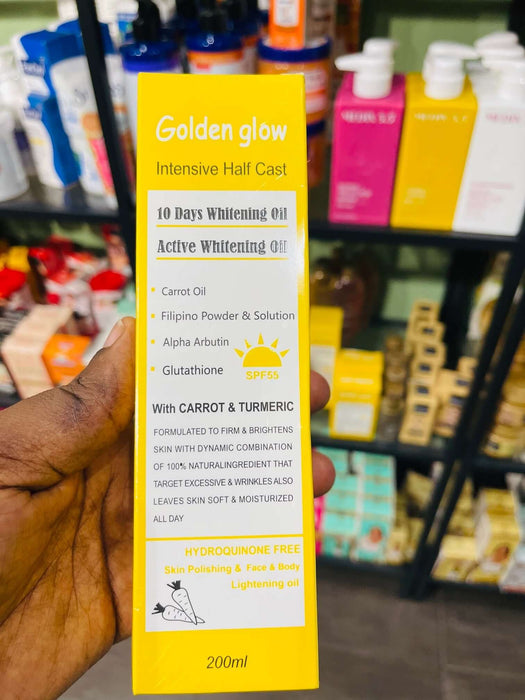 Golden glow
Intensive Half Cast
10 Days Whitening Oil
Active Whitening Oil
Carrot Oil
Filipino Powder & Solution
Alpha Arbutin
Glutathione
SPF55
With CARROT & TURMERIC
FORMULATED TO FIRM & BRIGHTENS
SKIN WITH DYNAMIC COMBINATION
OF 100% NATURALINGREDIENT THAT
TARGET EXCESSIVE & WRINKLES ALSO
LEAVES SKIN SOFT & MOISTURIZED
ALL DAY
HYDROQUINONE FREE
Skin Polishing & Face & Body
Lightening oil
200ml